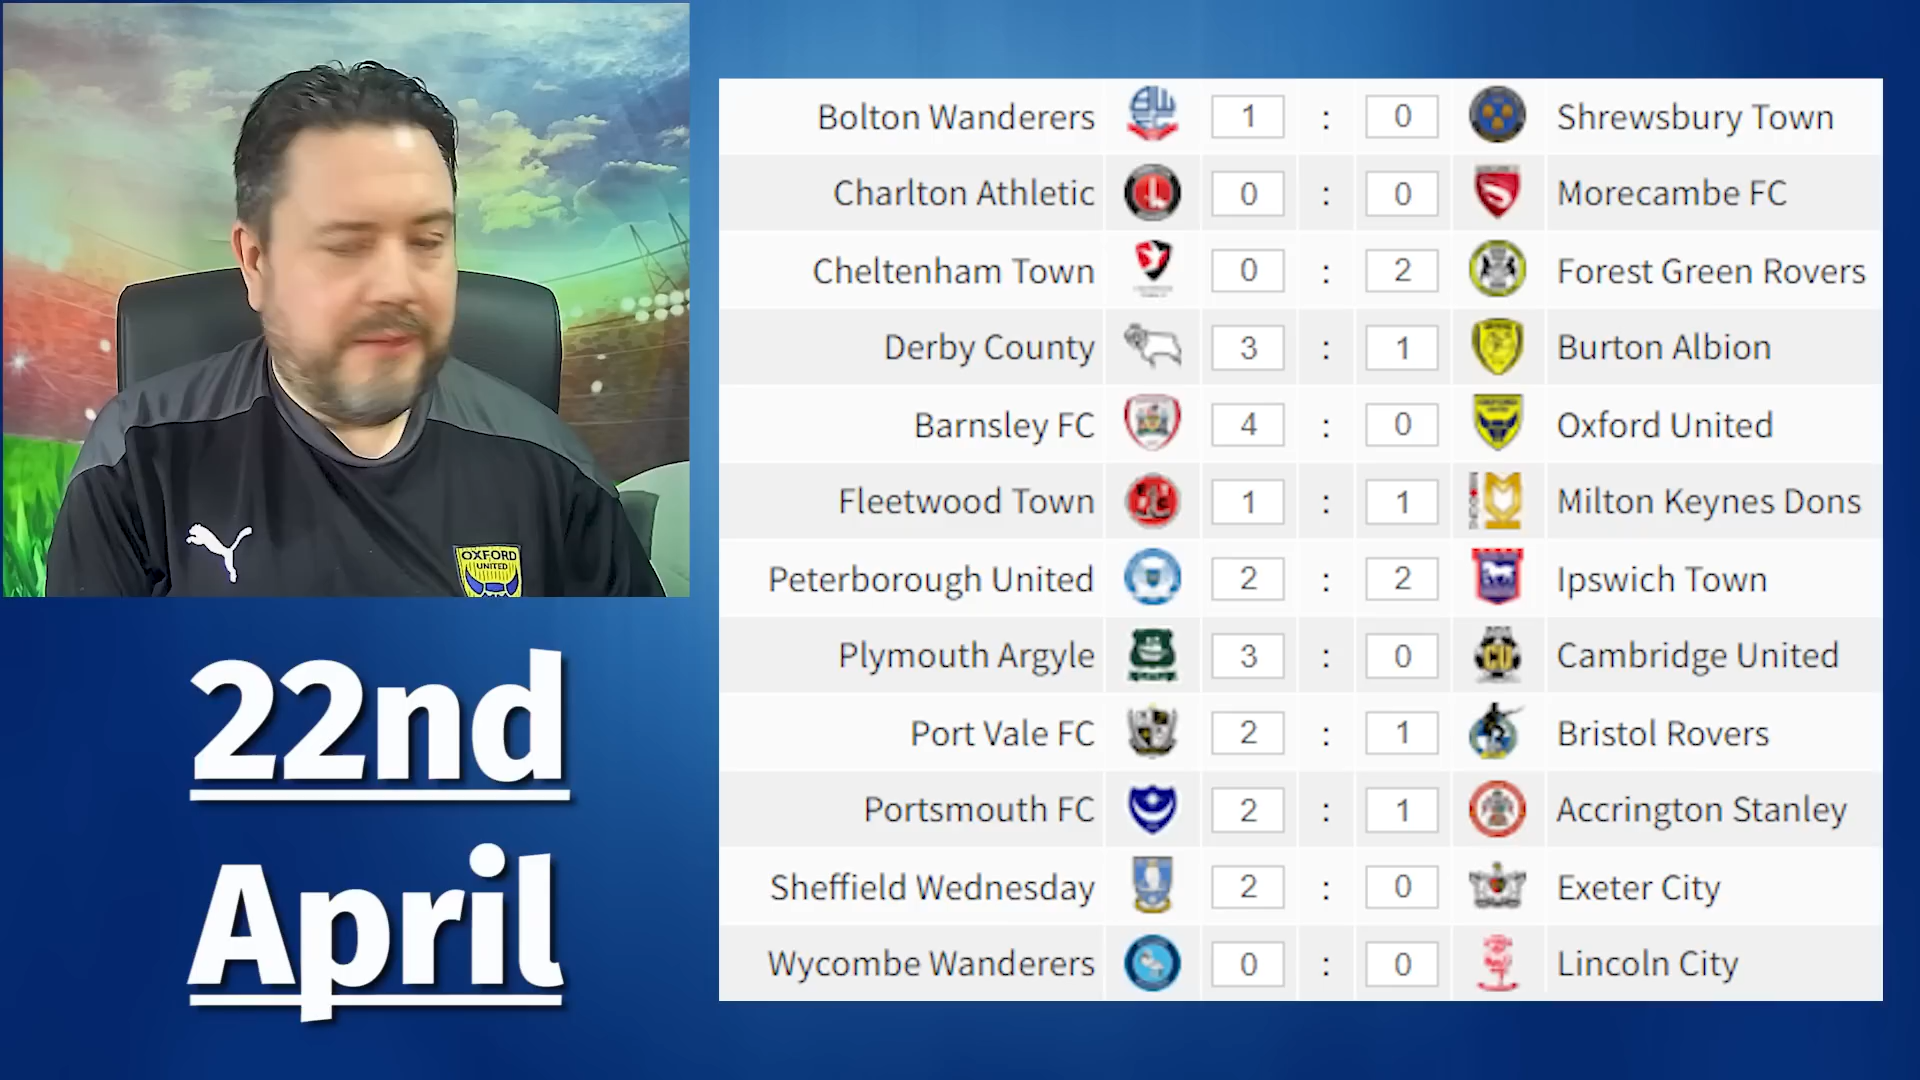 OXFORD
UNITED
22nd
April
Bolton Wanderers 1 : 0 Shrewsbury Town
Charlton Athletic 0 : 0 Morecambe FC
Cheltenham Town 0 : 2 Forest Green Rovers
Derby County 3 : 1 Burton Albion
Barnsley FC 4 : 0 Oxford United
Fleetwood Town 1 : 1 Milton Keynes Dons
Peterborough United 2 : 2 Ipswich Town
Plymouth Argyle 3 : 0 Cambridge United
Port Vale FC 2 : 1 Bristol Rovers
Portsmouth FC 2 : 1 Accrington Stanley
Sheffield Wednesday 2 : 0 Exeter City
Wycombe Wanderers 0 : 0 Lincoln City